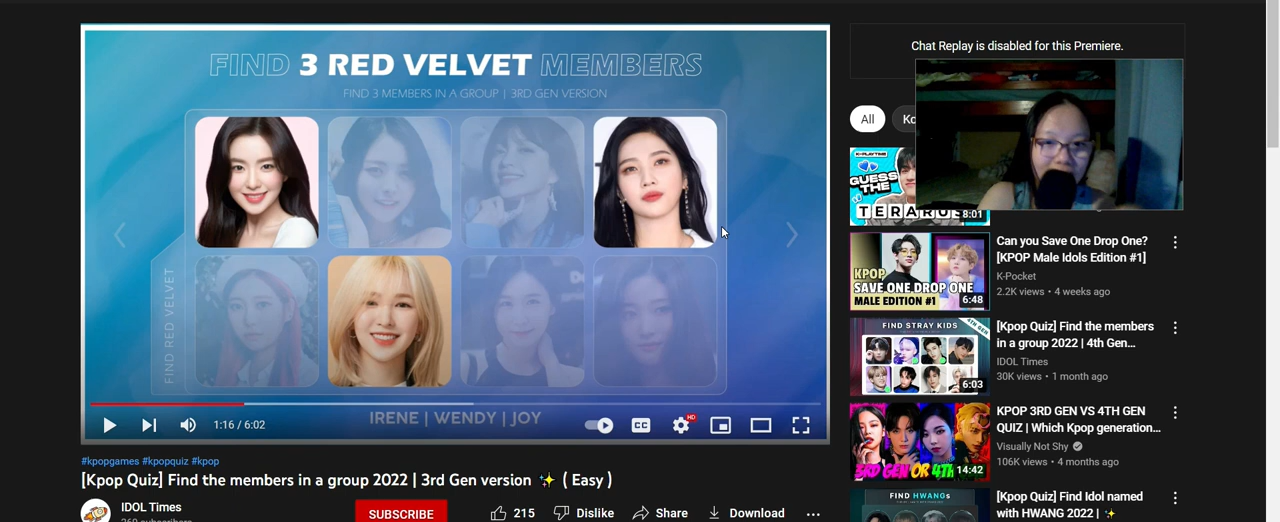 FIND 3 RED VELVET MEMBERS
FIND 3 MEMBERS IN A GROUP | 3RD GEN VERSION
FIND RED VELVET
IRENE | WENDY | JOY
1:16 / 6:02
CC
HD
#kpopgames #kpopquiz #kpop
[Kpop Quiz] Find the members in a group 2022 | 3rd Gen version ✨ ( Easy )
IDOL Times
SUBSCRIBE
215
Dislike
Share
Download
Chat Replay is disabled for this Premiere.
All
K-PLAYTIME
GUESS
THE
8:01
Can you Save One Drop One?
[KPOP Male Idols Edition #1]
K-Pocket
2.2K views • 4 weeks ago
KPOP
SAVE ONE DROP ONE
MALE EDITION #1
6:48
[Kpop Quiz] Find the members
in a group 2022 | 4th Gen...
IDOL Times
30K views • 1 month ago
FIND STRAY KIDS
4TH GEN
6:03
KPOP 3RD GEN VS 4TH GEN
QUIZ | Which Kpop generation...
Visually Not Shy
106K views • 4 months ago
3RD GEN OR 4TH
14:42
[Kpop Quiz] Find Idol named
with HWANG 2022 | ✨
FIND HWANGs